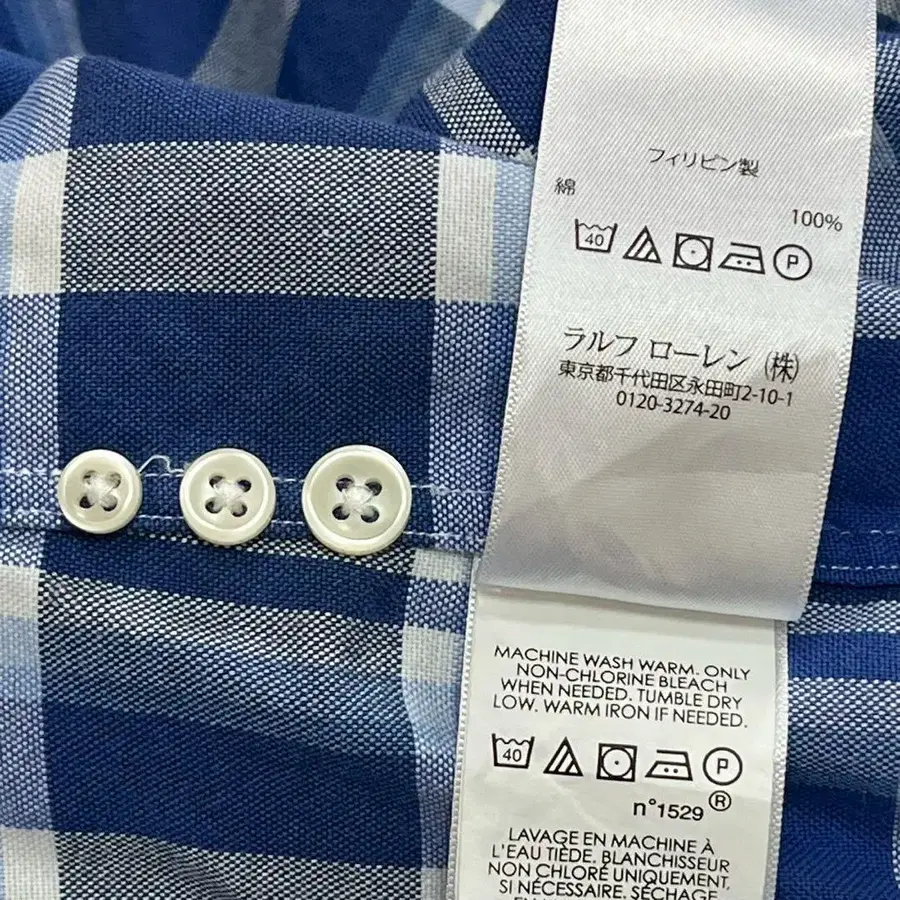 フィリピン製
綿
100%
40 P
ラルフ ローレン (株)
東京都千代田区永田町2-10-1
0120-3274-20
MACHINE WASH WARM. ONLY
NON-CHLORINE BLEACH
WHEN NEEDED. TUMBLE DRY
LOW. WARM IRON IF NEEDED.
40 P
n°1529 ®
LAVAGE EN MACHINE À
L'EAU TIÈDE. BLANCHISSEUR
NON CHLORÉ UNIQUEMENT,
SI NÉCESSAIRE. SÉCHAGE